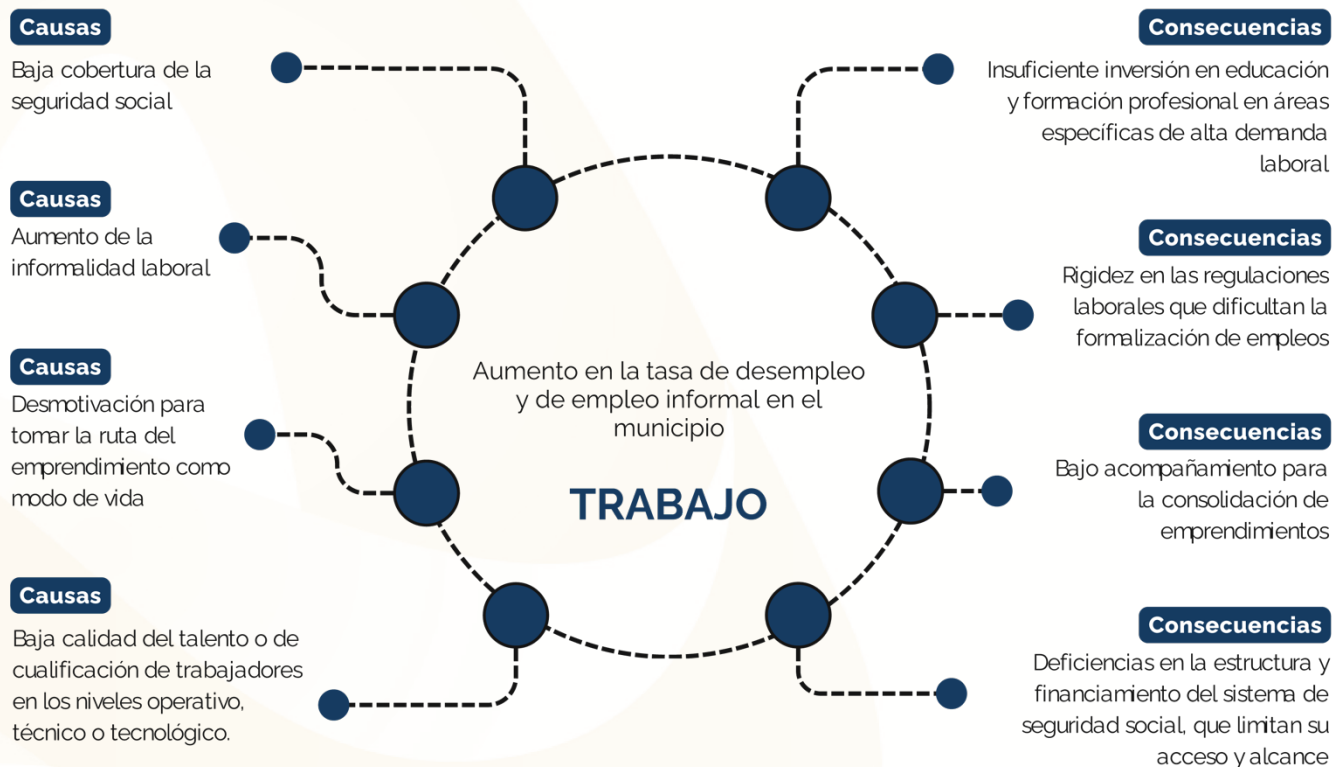 Causas
Baja cobertura de la
seguridad social
Causas
Aumento de la
informalidad laboral
Causas
Desmotivación para
tomar la ruta del
emprendimiento como
modo de vida
Causas
Baja calidad del talento o de
cualificación de trabajadores
en los niveles operativo,
técnico o tecnológico.
Aumento en la tasa de desempleo
y de empleo informal en el
municipio
TRABAJO
Consecuencias
Insuficiente inversión en educación
y formación profesional en áreas
específicas de alta demanda
laboral
Consecuencias
Rigidez en las regulaciones
laborales que dificultan la
formalización de empleos
Consecuencias
Bajo acompañamiento para
la consolidación de
emprendimientos
Consecuencias
Deficiencias en la estructura y
financiamiento del sistema de
seguridad social, que limitan su
acceso y alcance